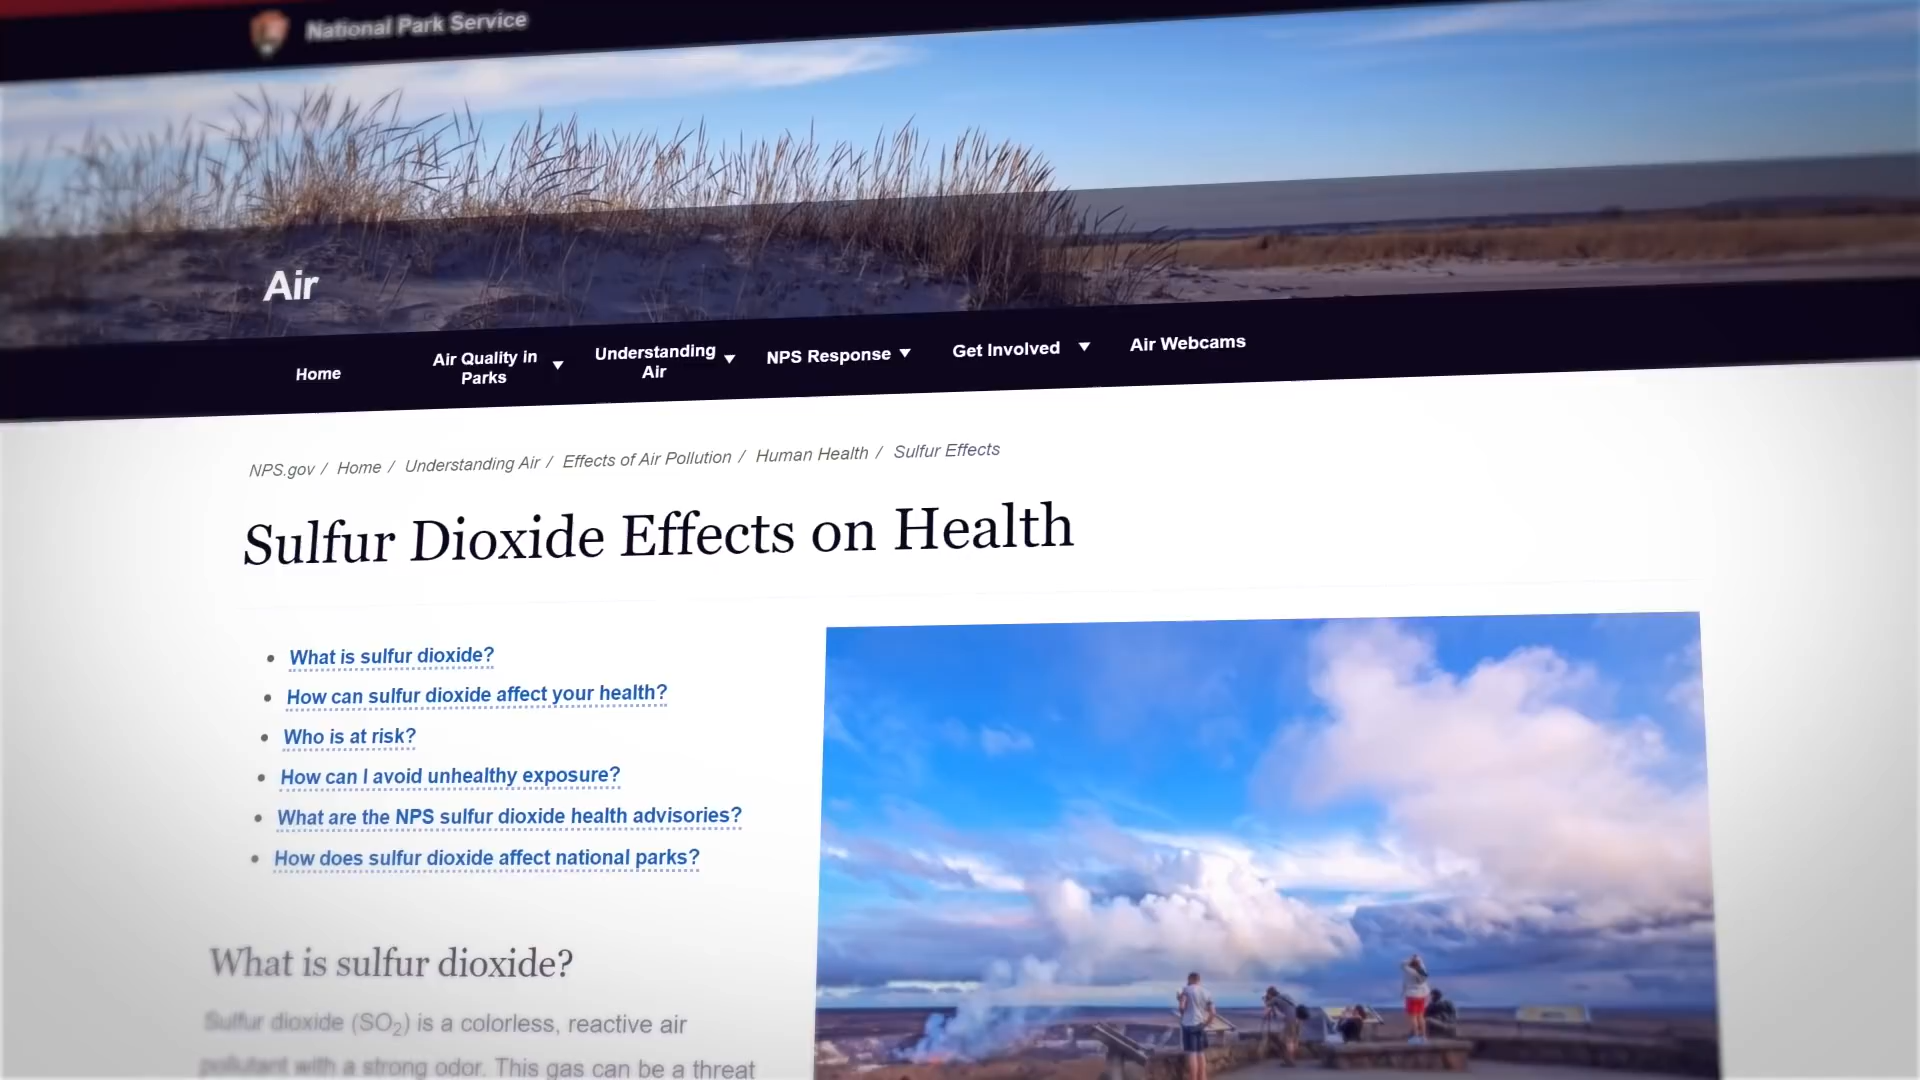 National Park Service
Air
Home
Air Quality in
Parks
Understanding
Air
NPS Response
Get Involved
Air Webcams
NPS.gov / Home / Understanding Air / Effects of Air Pollution / Human Health / Sulfur Effects
Sulfur Dioxide Effects on Health
What is sulfur dioxide?
How can sulfur dioxide affect your health?
Who is at risk?
How can I avoid unhealthy exposure?
What are the NPS sulfur dioxide health advisories?
How does sulfur dioxide affect national parks?
What is sulfur dioxide?
Sulfur dioxide (SO₂) is a colorless, reactive air
pollutant with a strong odor. This gas can be a threat